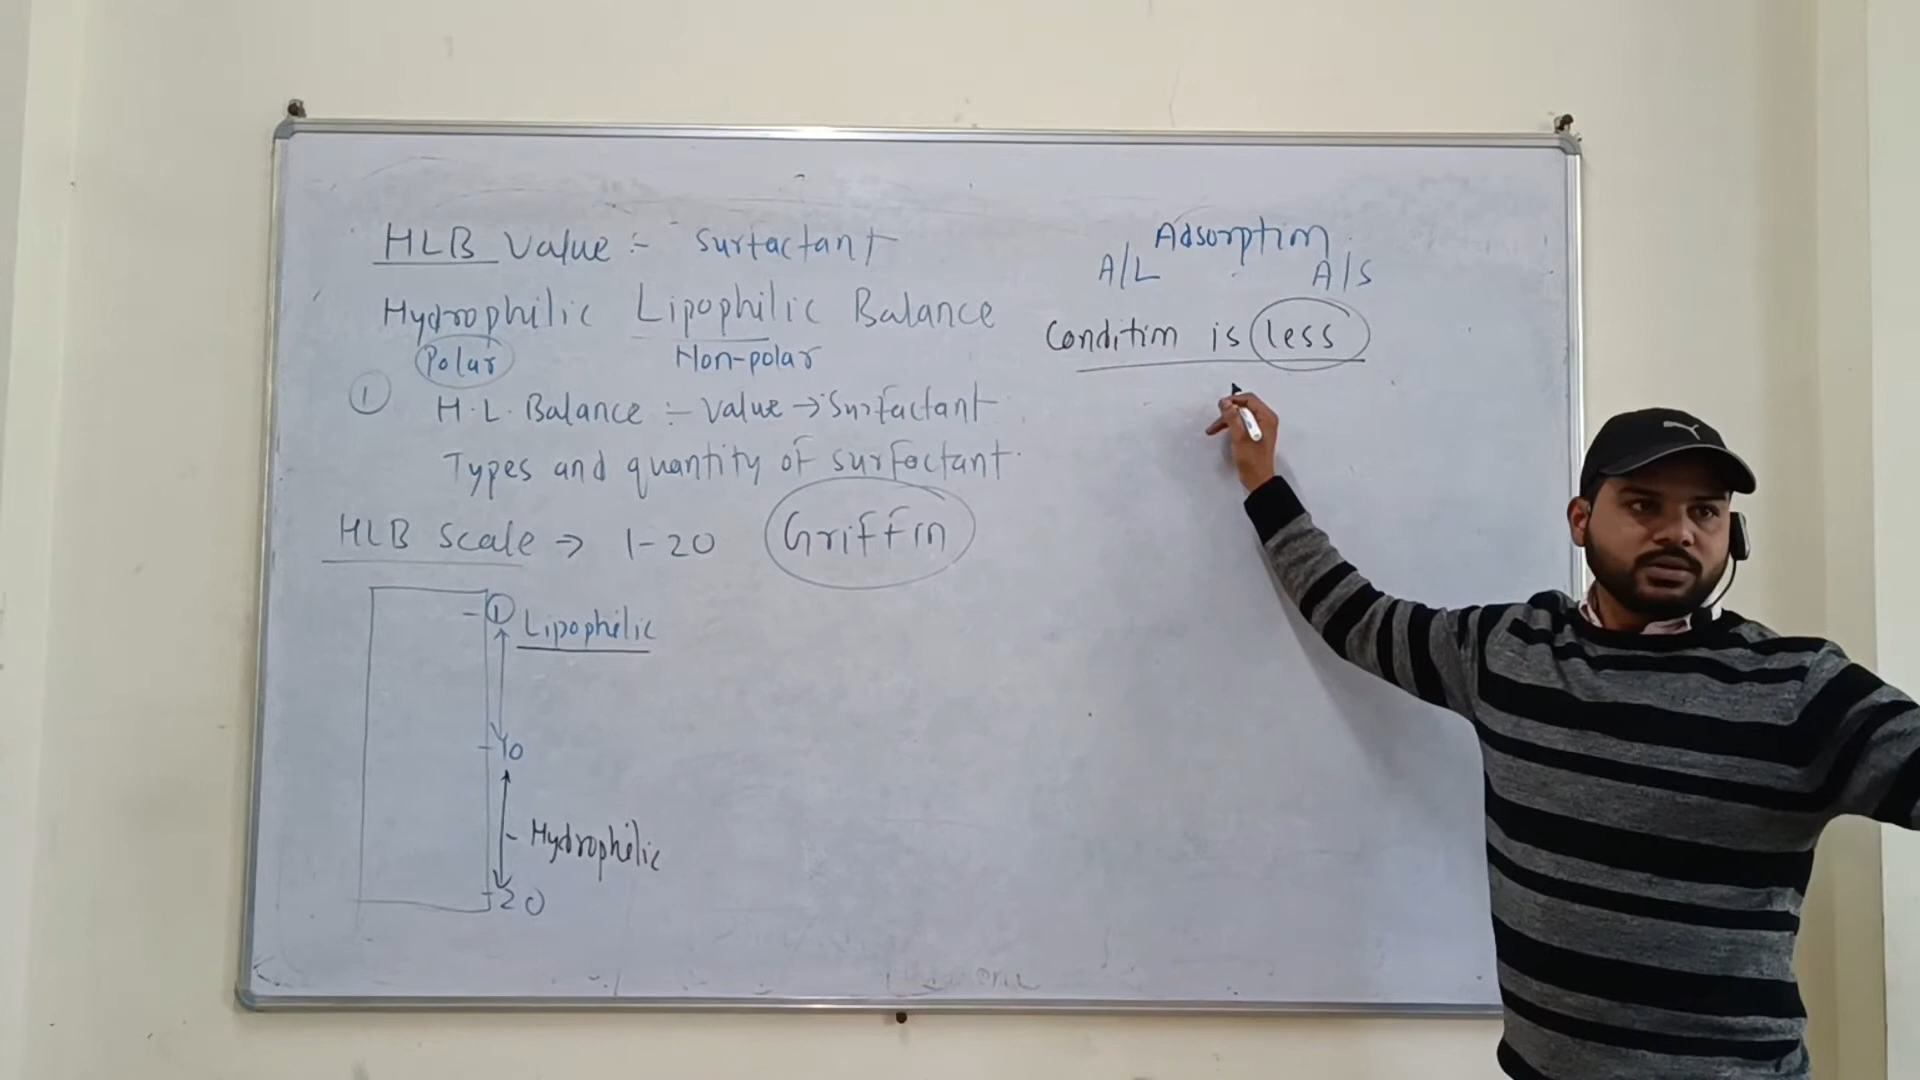 HLB Value :- Surfactant
Hydrophilic Lipophilic Balance
Polar Non-polar
① H.L. Balance :- Value → Surfactant
Types and quantity of surfactant.
HLB Scale → 1-20 Griffin
- ① Lipophilic
10
- Hydrophilic
20
Adsorption
A/L A/S
Condition is less